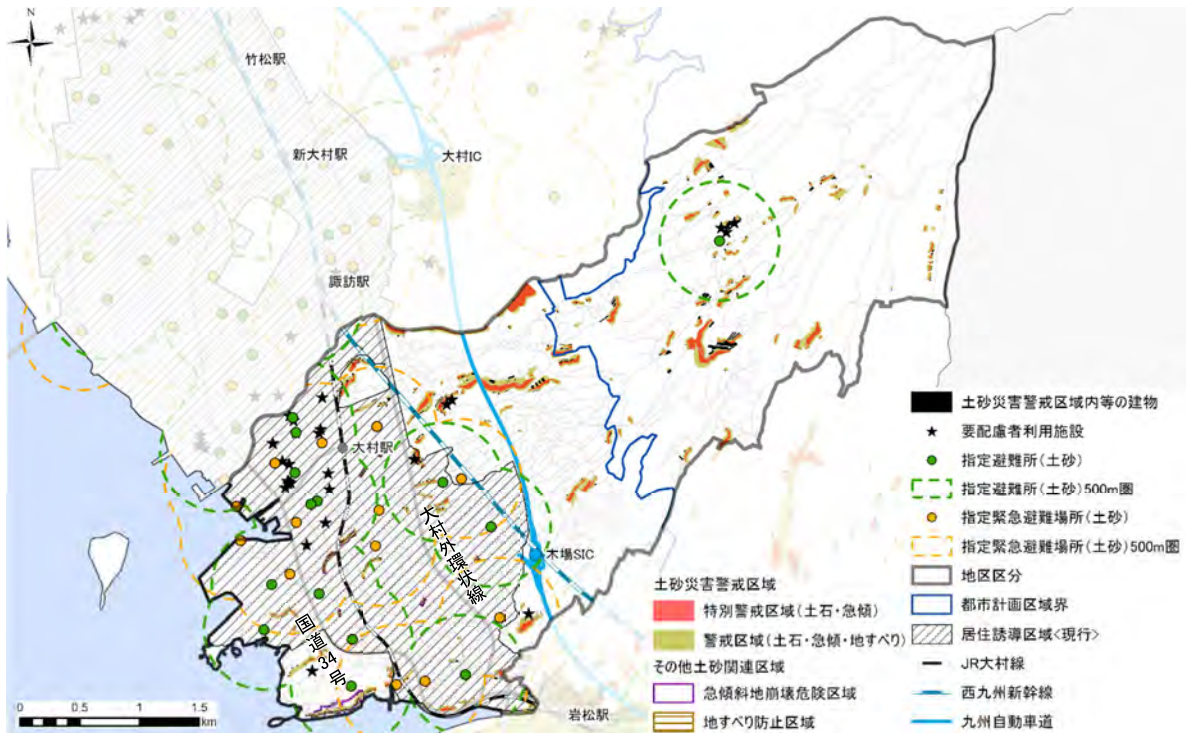 N
竹松駅
新大村駅
大村IC
諏訪駅
大村駅
大村外環状線
木場SIC
国道34号
岩松駅
0 0.5 1 1.5
km
土砂災害警戒区域内等の建物
要配慮者利用施設
指定避難所(土砂)
指定避難所(土砂)500m圏
指定緊急避難場所(土砂)
指定緊急避難場所(土砂)500m圏
地区区分
都市計画区域界
居住誘導区域<現行>
JR大村線
西九州新幹線
九州自動車道
土砂災害警戒区域
特別警戒区域(土石・急傾)
警戒区域(土石・急傾・地すべり)
その他土砂関連区域
急傾斜地崩壊危険区域
地すべり防止区域